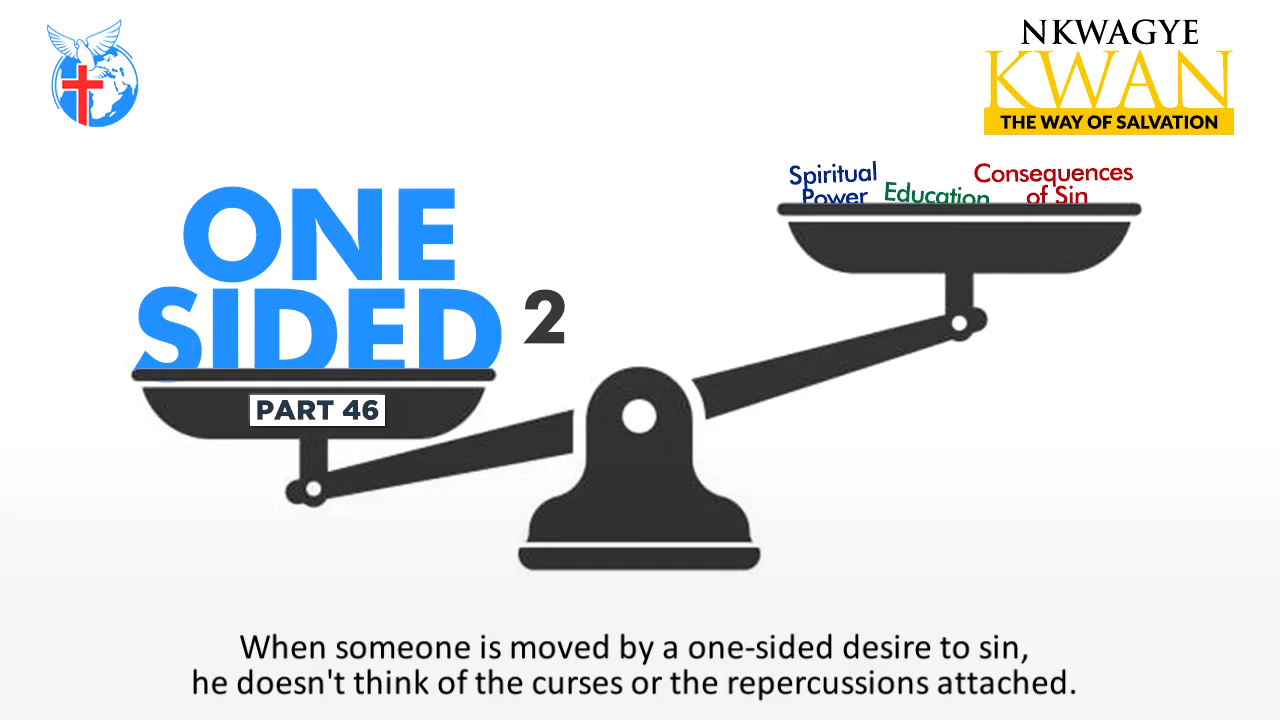 NKWAGYE
KWAN
THE WAY OF SALVATION
Spiritual
Power
Education
Consequences
of Sin
ONE
SIDED 2
PART 46
When someone is moved by a one-sided desire to sin,
he doesn't think of the curses or the repercussions attached.